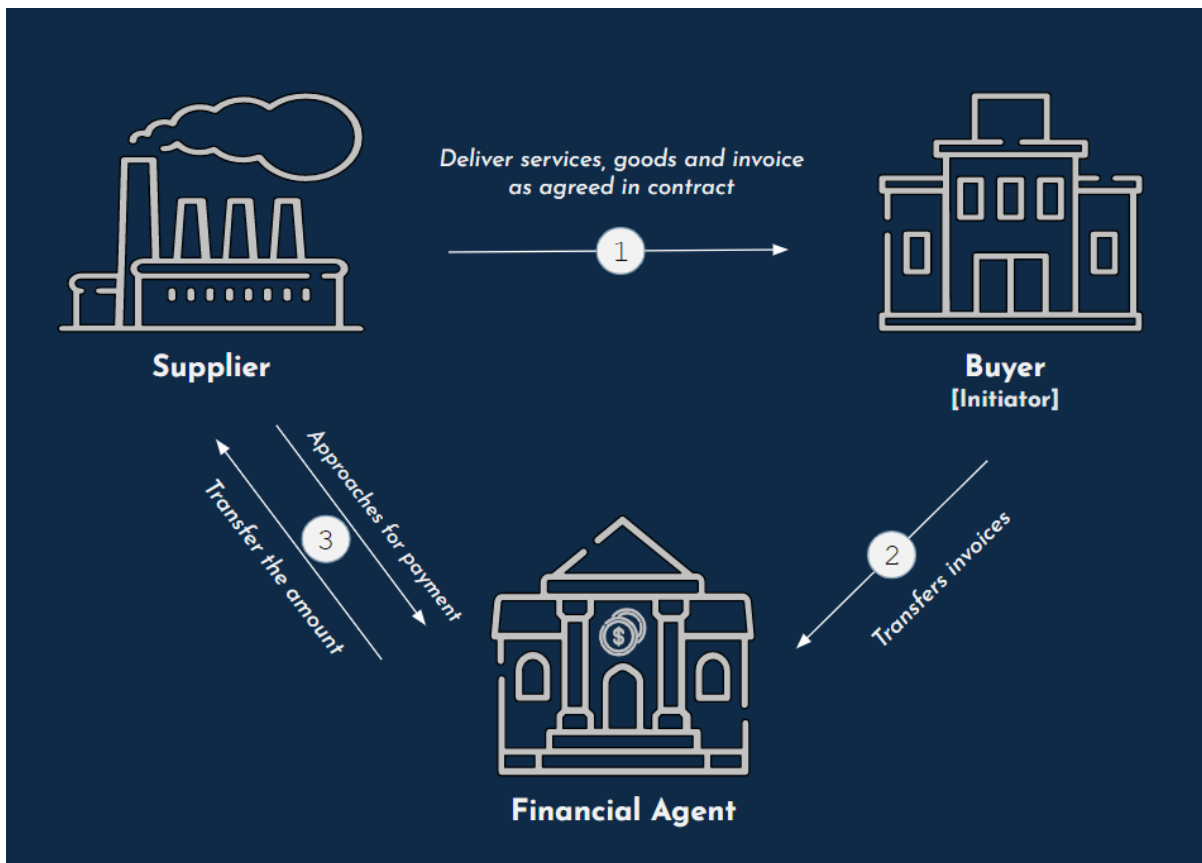 Deliver services, goods and invoice
as agreed in contract
1
Supplier
Buyer
[Initiator]
Approaches for payment
3
Transfer the amount
2
Transfers invoices
$
Financial Agent